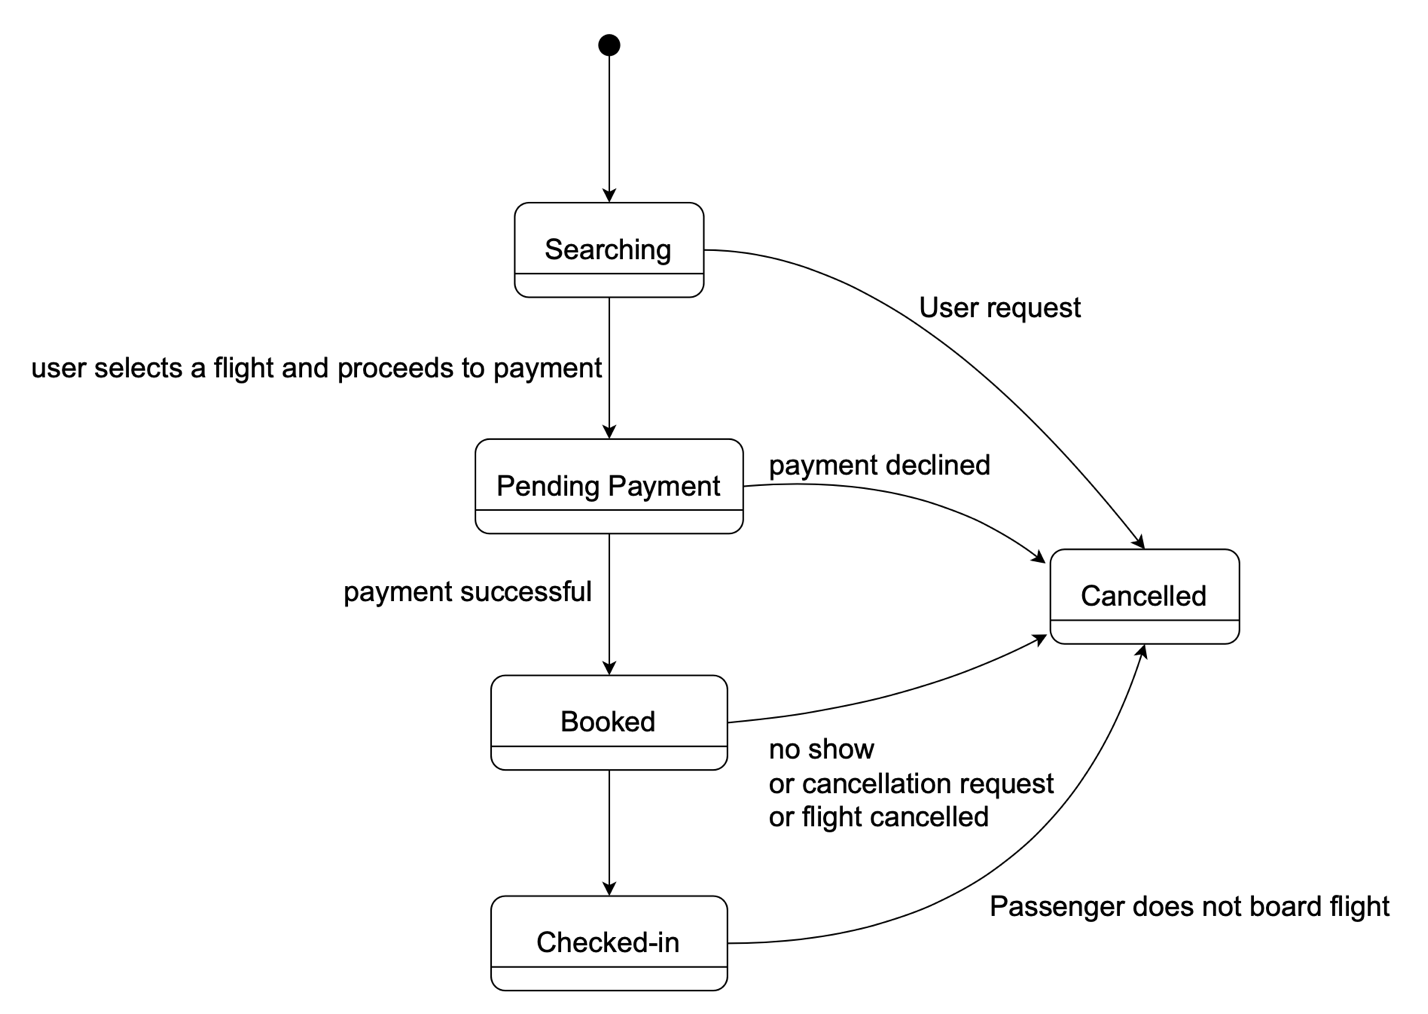 Searching
User request
user selects a flight and proceeds to payment
payment declined
Pending Payment
payment successful
Cancelled
Booked
no show
or cancellation request
or flight cancelled
Passenger does not board flight
Checked-in